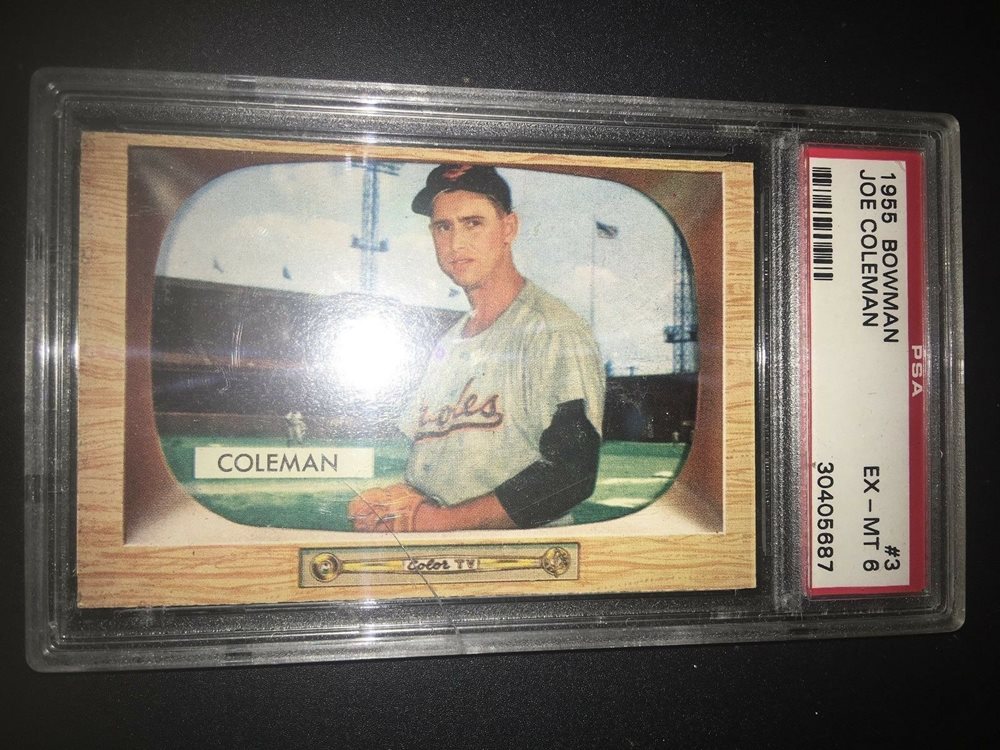 1955 BOWMAN #3
JOE COLEMAN EX-MT 6
30405687
PSA
COLEMAN
Color TV